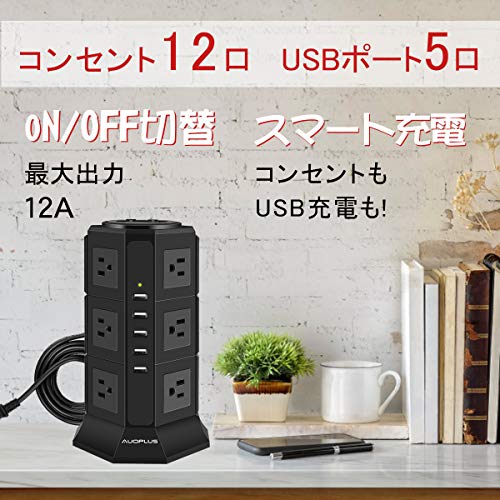 コンセント12口 USBポート5口
ON/OFF切替 スマート充電
最大出力
12A
コンセントも
USB充電も!
AUOPLUS